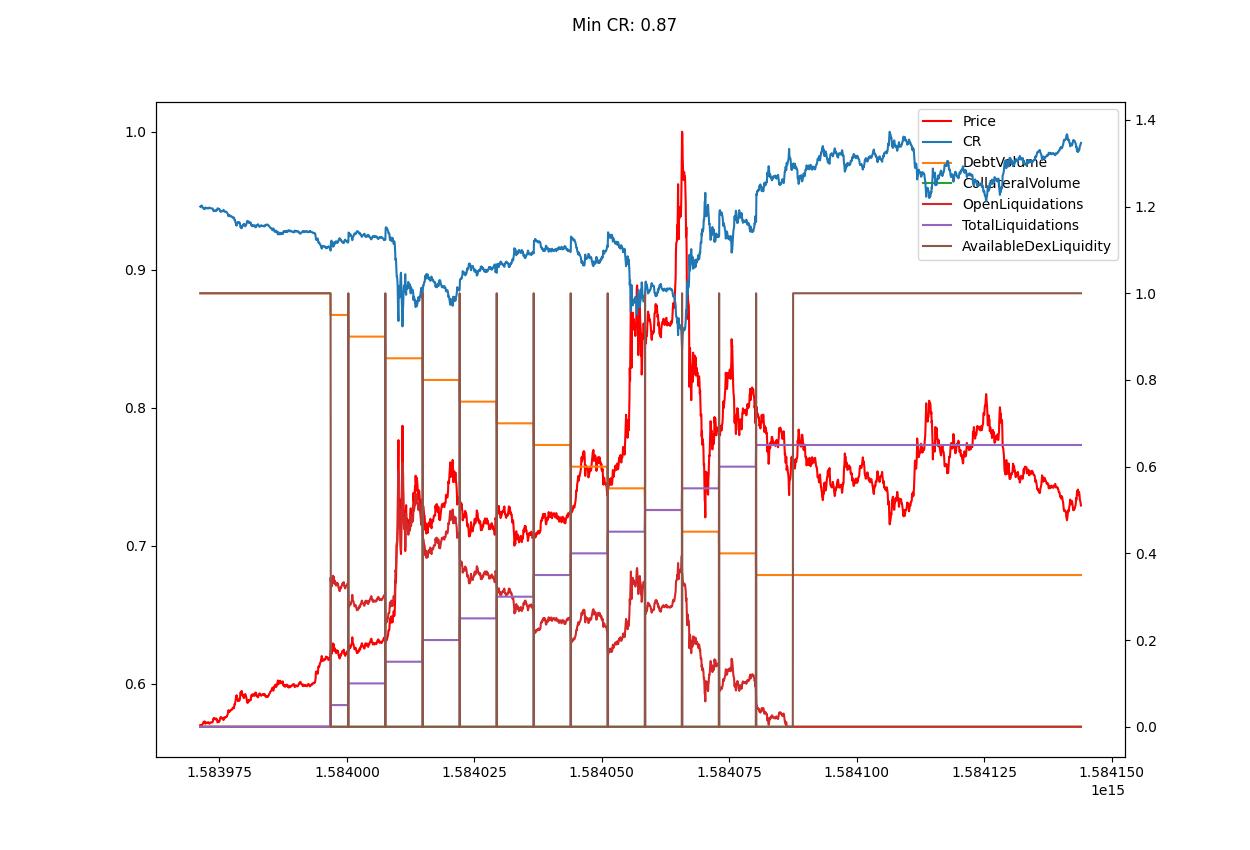 Min CR: 0.87
1.0
0.9
0.8
0.7
0.6
1.4
1.2
1.0
0.8
0.6
0.4
0.2
0.0
Price
CR
DebtVolume
CollateralVolume
OpenLiquidations
TotalLiquidations
AvailableDexLiquidity
1.583975 1.584000 1.584025 1.584050 1.584075 1.584100 1.584125 1.584150
1e15